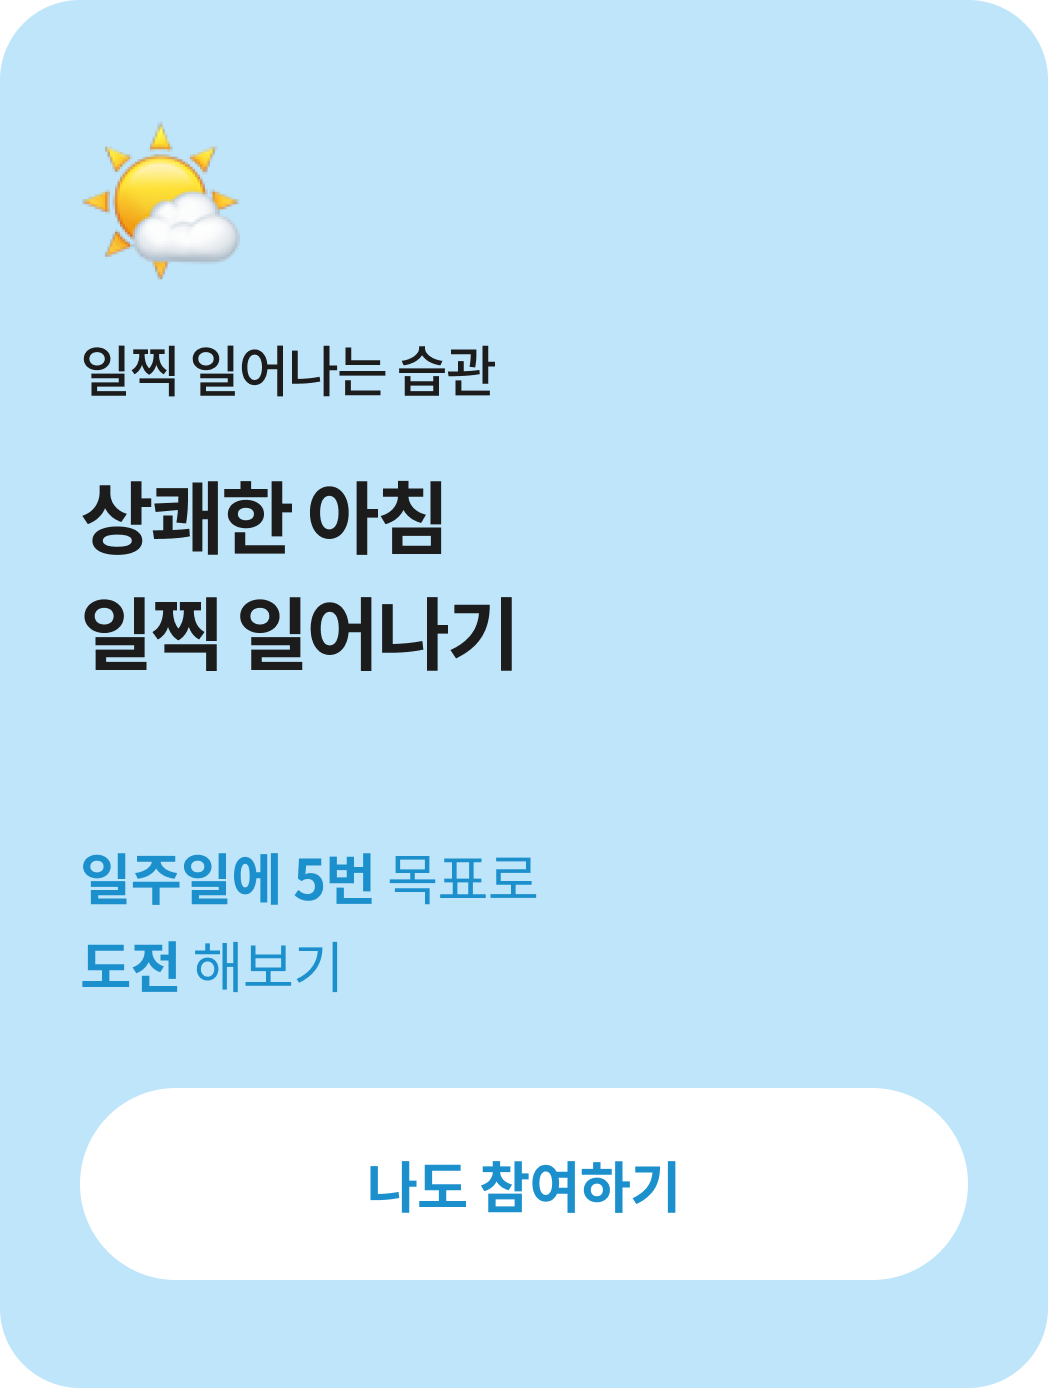 일찍 일어나는 습관
상쾌한 아침
일찍 일어나기
일주일에 5번 목표로
도전 해보기
나도 참여하기